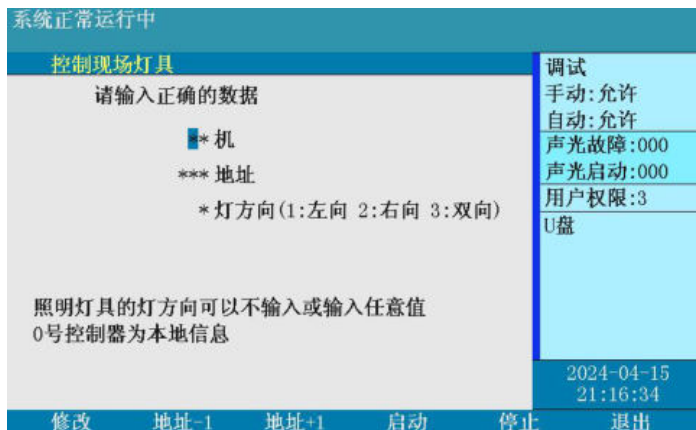 系统正常运行中
控制现场灯具
请输入正确的数据
** 机
*** 地址
* 灯方向(1:左向 2:右向 3:双向)
照明灯具的灯方向可以不输入或输入任意值
0号控制器为本地信息
调试
手动:允许
自动:允许
声光故障:000
声光启动:000
用户权限:3
U盘
2024-04-15
21:16:34
修改 地址-1 地址+1 启动 停止 退出